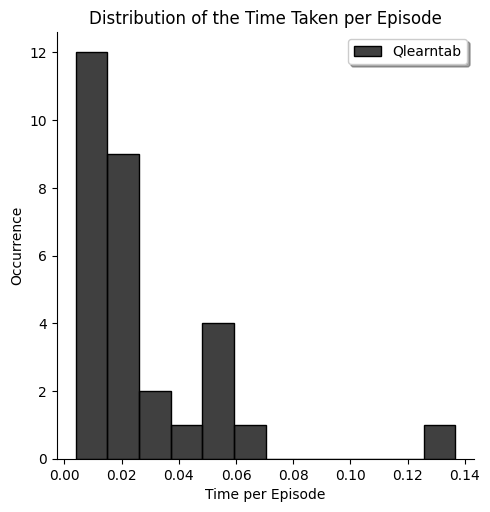 Distribution of the Time Taken per Episode
Qlearntab
12
10
8
6
4
2
0
Occurrence
0.00 0.02 0.04 0.06 0.08 0.10 0.12 0.14
Time per Episode